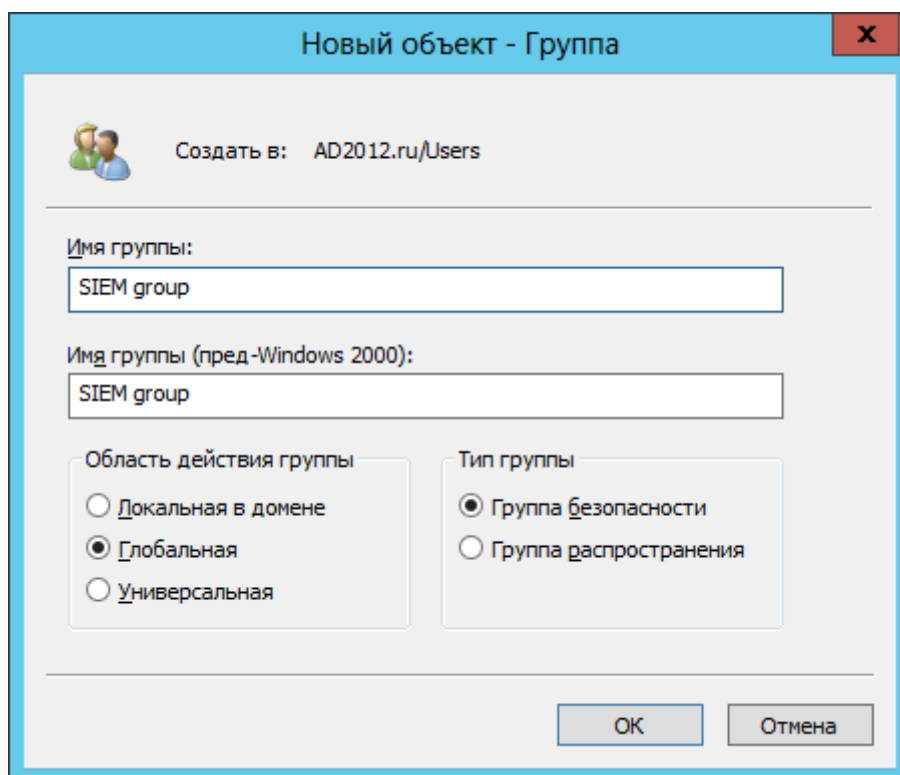 Новый объект - Группа
x
Создать в: AD2012.ru/Users
Имя группы:
SIEM group
Имя группы (пред-Windows 2000):
SIEM group
Область действия группы
Локальная в домене
Глобальная
Универсальная
Тип группы
Группа безопасности
Группа распространения
ОК
Отмена